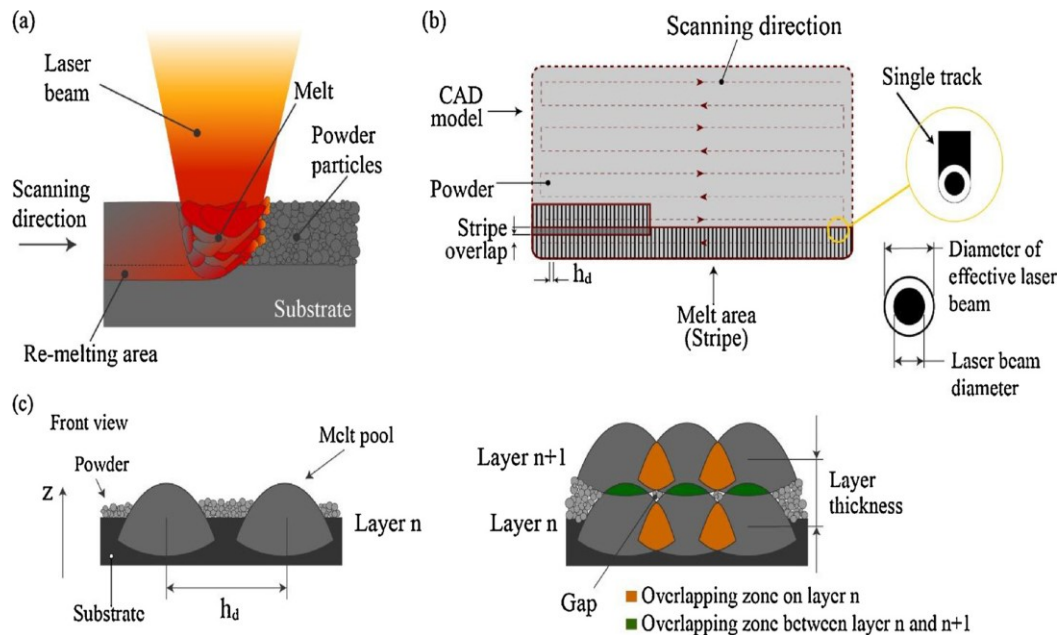 (a)
Laser
beam
Melt
Powder
particles
Scanning
direction
Substrate
Re-melting area
(b)
Scanning direction
CAD
model
Single track
Powder
Stripe
overlap
hd
Melt area
(Stripe)
Diameter of
effective laser
beam
Laser beam
diameter
(c)
Front view
Powder
Melt pool
Z
Layer n
Substrate
hd
Layer n+1
Layer n
Layer
thickness
Gap
Overlapping zone on layer n
Overlapping zone between layer n and n+1